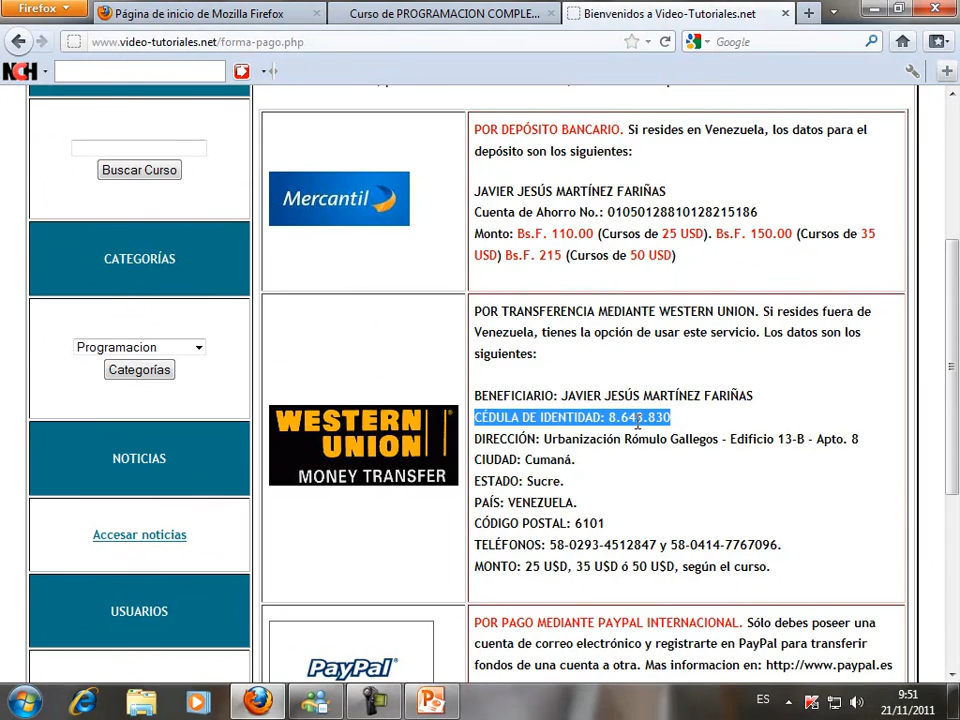 Firefox
Página de inicio de Mozilla Firefox
Curso de PROGRAMACION COMPLE...
Bienvenidos a Video-Tutoriales.net
www.video-tutoriales.net/forma-pago.php
Google
NCH
Buscar Curso
CATEGORÍAS
Programacion
Categorías
NOTICIAS
Accesar noticias
USUARIOS
Mercantil
POR DEPÓSITO BANCARIO. Si resides en Venezuela, los datos para el
depósito son los siguientes:
JAVIER JESÚS MARTÍNEZ FARIÑAS
Cuenta de Ahorro No.: 01050128810128215186
Monto: Bs.F. 110.00 (Cursos de 25 USD). Bs.F. 150.00 (Cursos de 35
USD) Bs.F. 215 (Cursos de 50 USD)
WESTERN
UNION
MONEY TRANSFER
POR TRANSFERENCIA MEDIANTE WESTERN UNION. Si resides fuera de
Venezuela, tienes la opción de usar este servicio. Los datos son los
siguientes:
BENEFICIARIO: JAVIER JESÚS MARTÍNEZ FARIÑAS
CÉDULA DE IDENTIDAD:
DIRECCIÓN: Urbanización Rómulo Gallegos - Edificio 13-B - Apto. 8
CIUDAD: Cumaná.
ESTADO: Sucre.
PAÍS: VENEZUELA.
CÓDIGO POSTAL: 6101
TELÉFONOS: 58-0293-4512847 y 58-0414-7767096.
MONTO: 25 U$D, 35 U$D ó 50 U$D, según el curso.
PayPal
POR PAGO MEDIANTE PAYPAL INTERNACIONAL. Sólo debes poseer una
cuenta de correo electrónico y registrarte en PayPal para transferir
fondos de una cuenta a otra. Mas informacion en: http://www.paypal.es
ES
9:51
21/11/2011